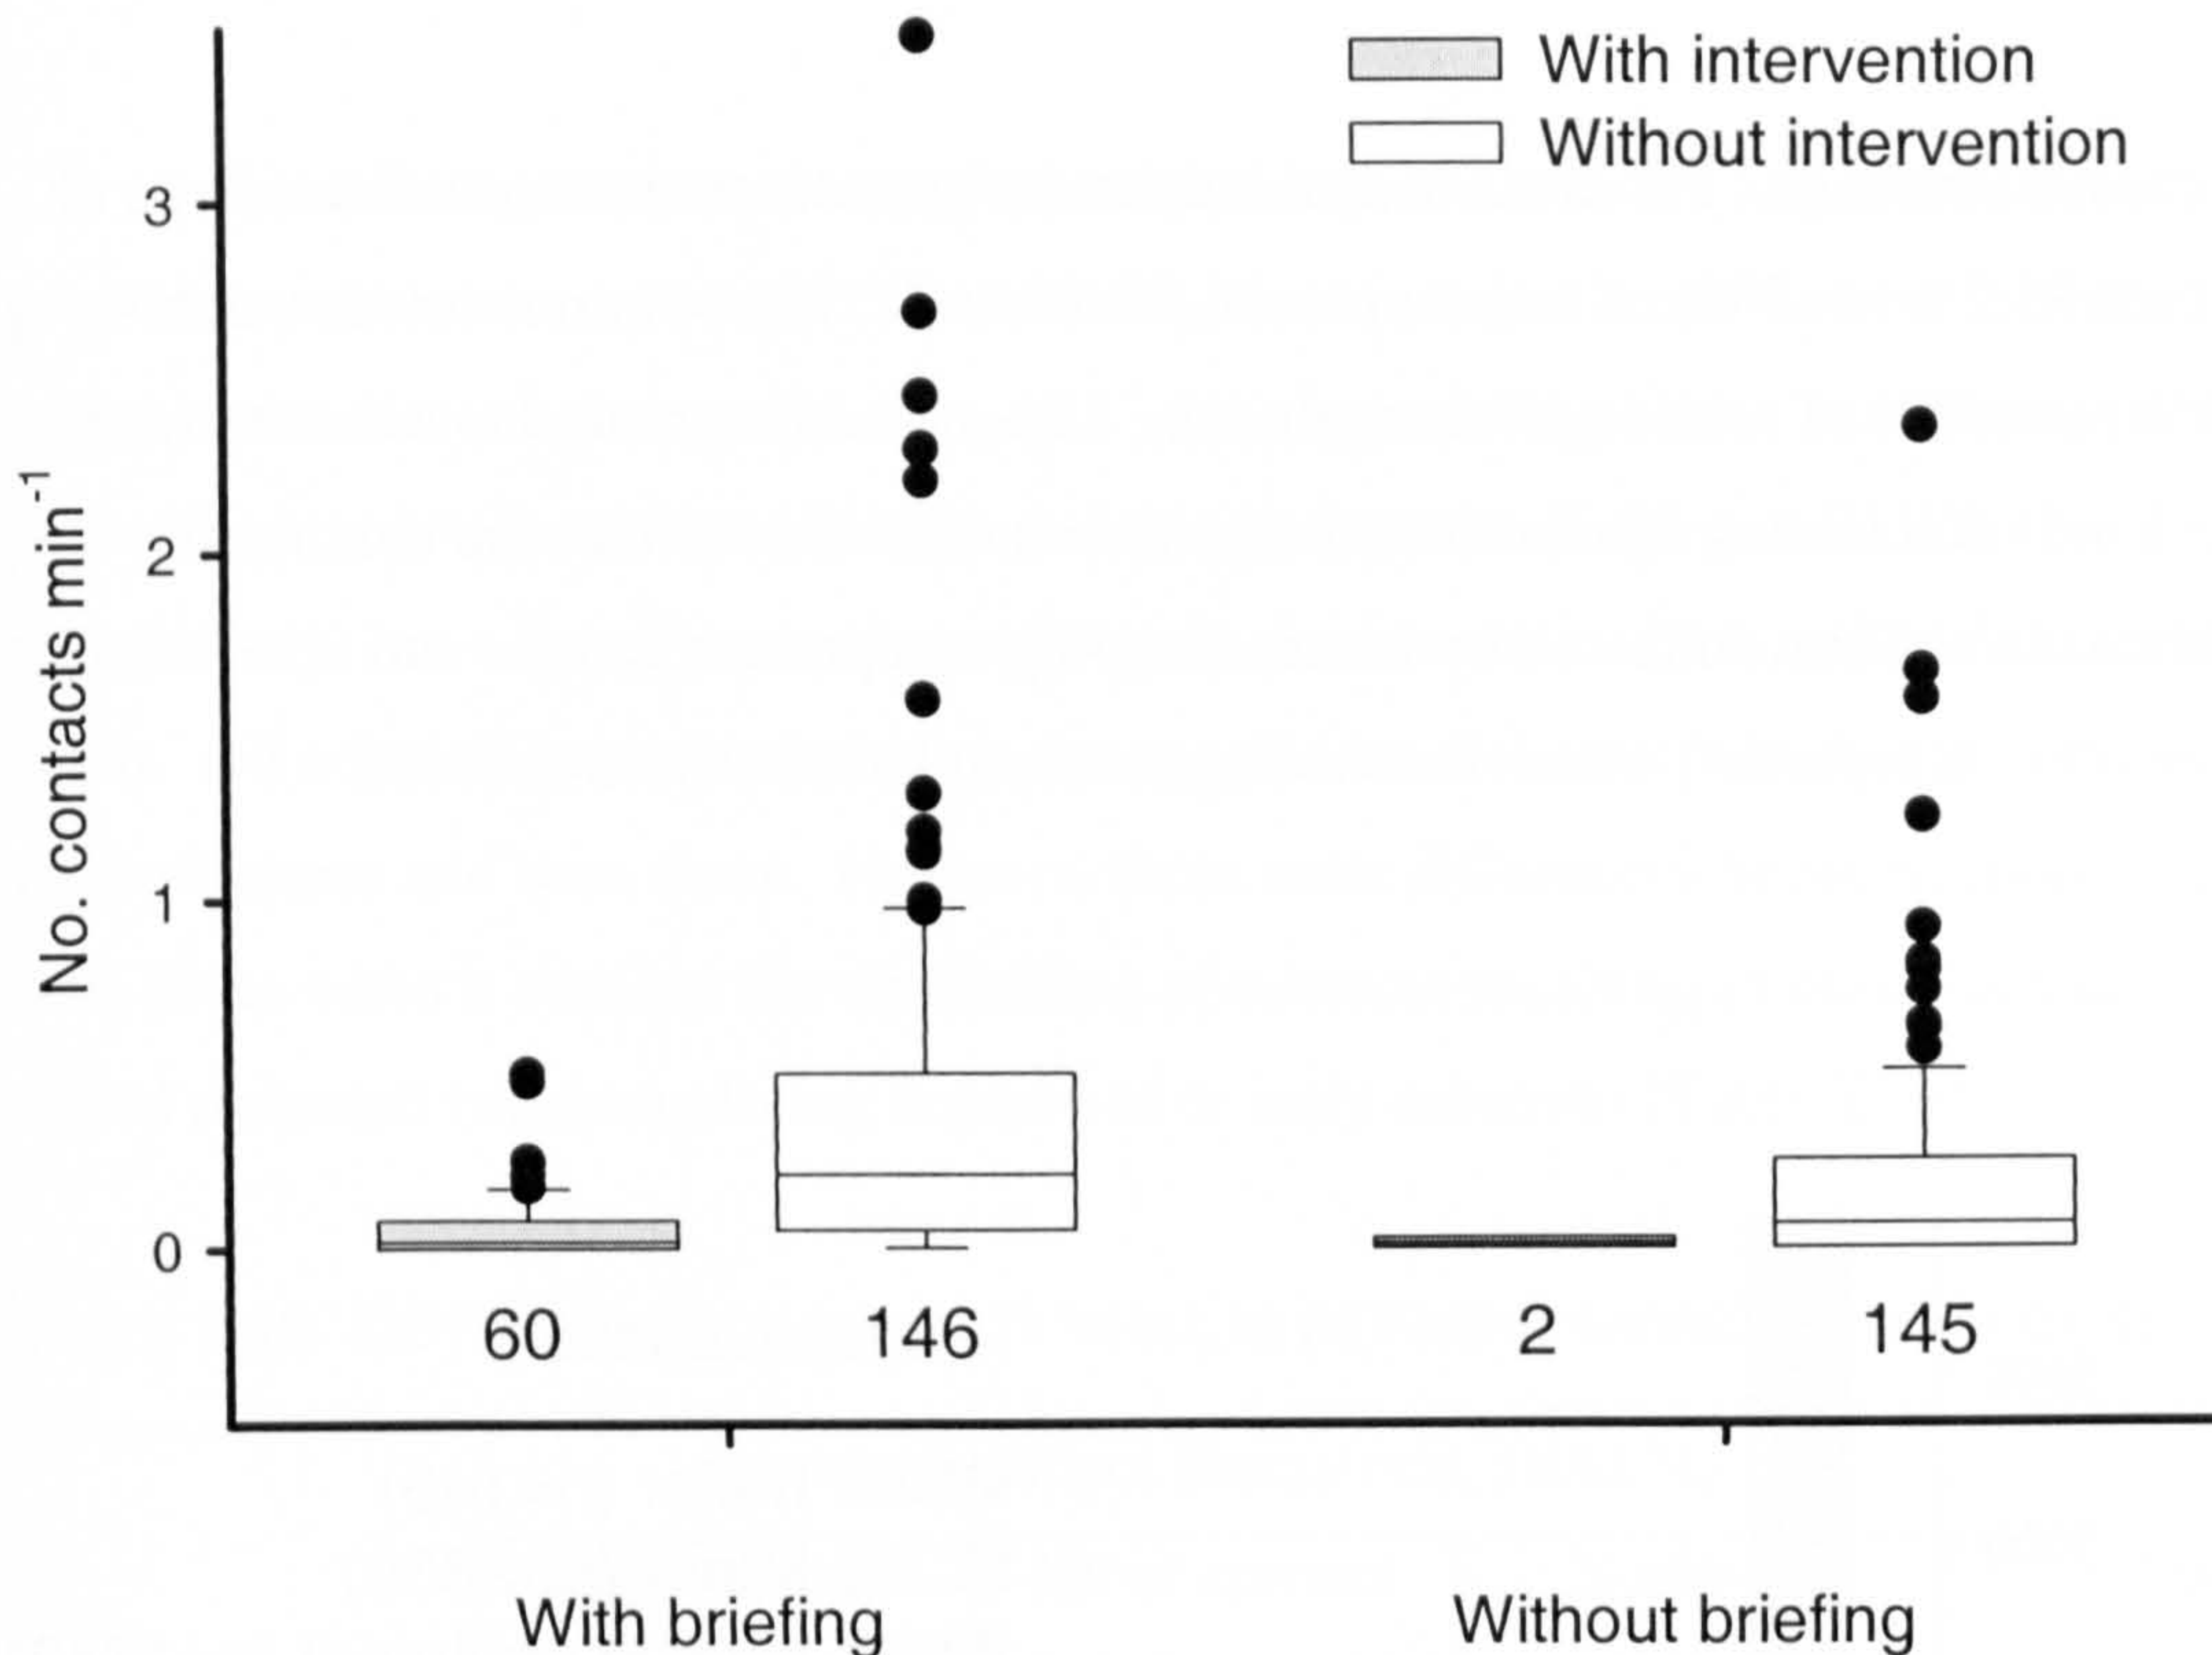 With intervention
Without intervention
3
2
1
0
No. contacts min⁻¹
60 146 2 145
With briefing Without briefing